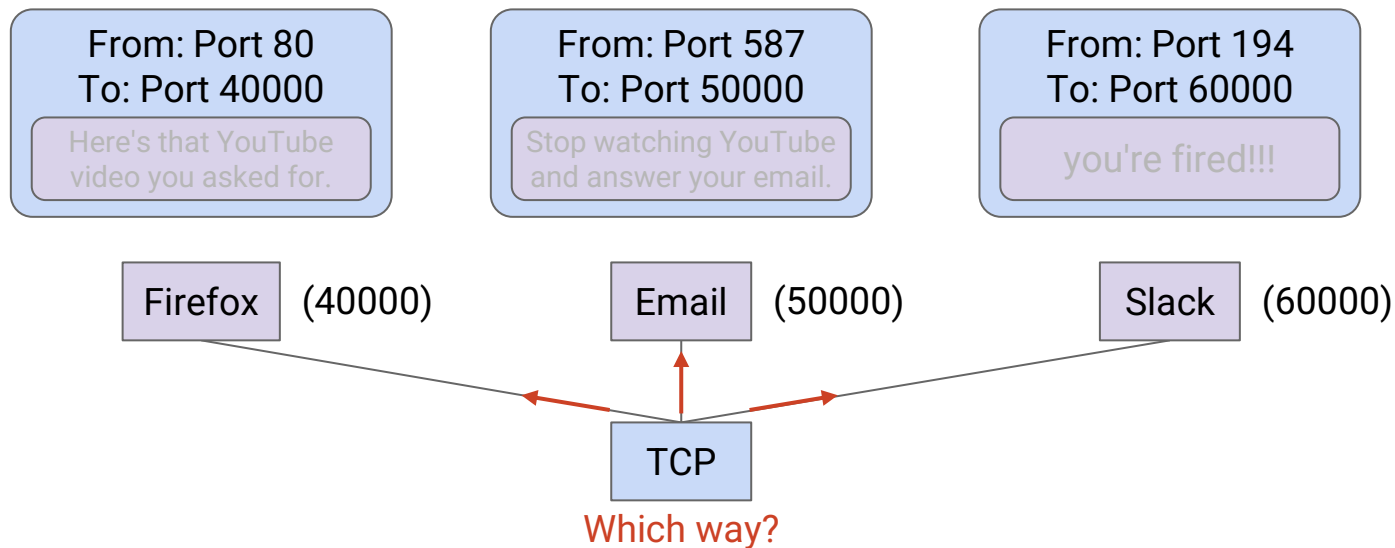 From: Port 80
To: Port 40000
Here's that YouTube
video you asked for.
From: Port 587
To: Port 50000
Stop watching YouTube
and answer your email.
From: Port 194
To: Port 60000
you're fired!!!
Firefox
(40000)
Email
(50000)
Slack
(60000)
TCP
Which way?